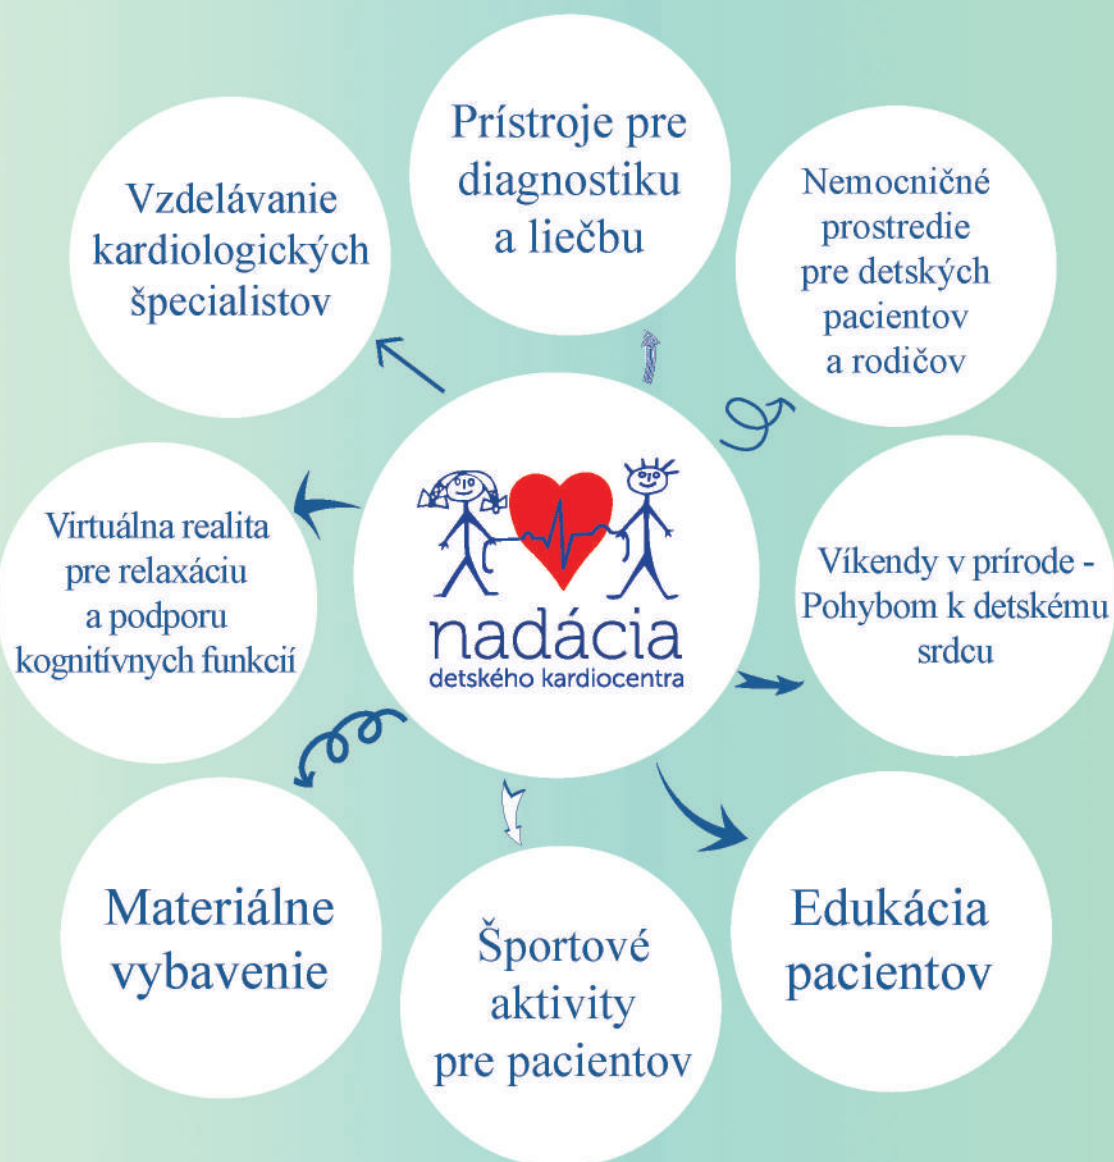 Prístroje pre
diagnostiku
a liečbu
Vzdelávanie
kardiologických
špecialistov
Nemocničné
prostredie
pre detských
pacientov
a rodičov
Virtuálna realita
pre relaxáciu
a podporu
kognitívnych funkcií
nadácia
detského kardiocentra
Víkendy v prírode -
Pohybom k detskému
srdcu
Materiálne
vybavenie
Športové
aktivity
pre pacientov
Edukácia
pacientov